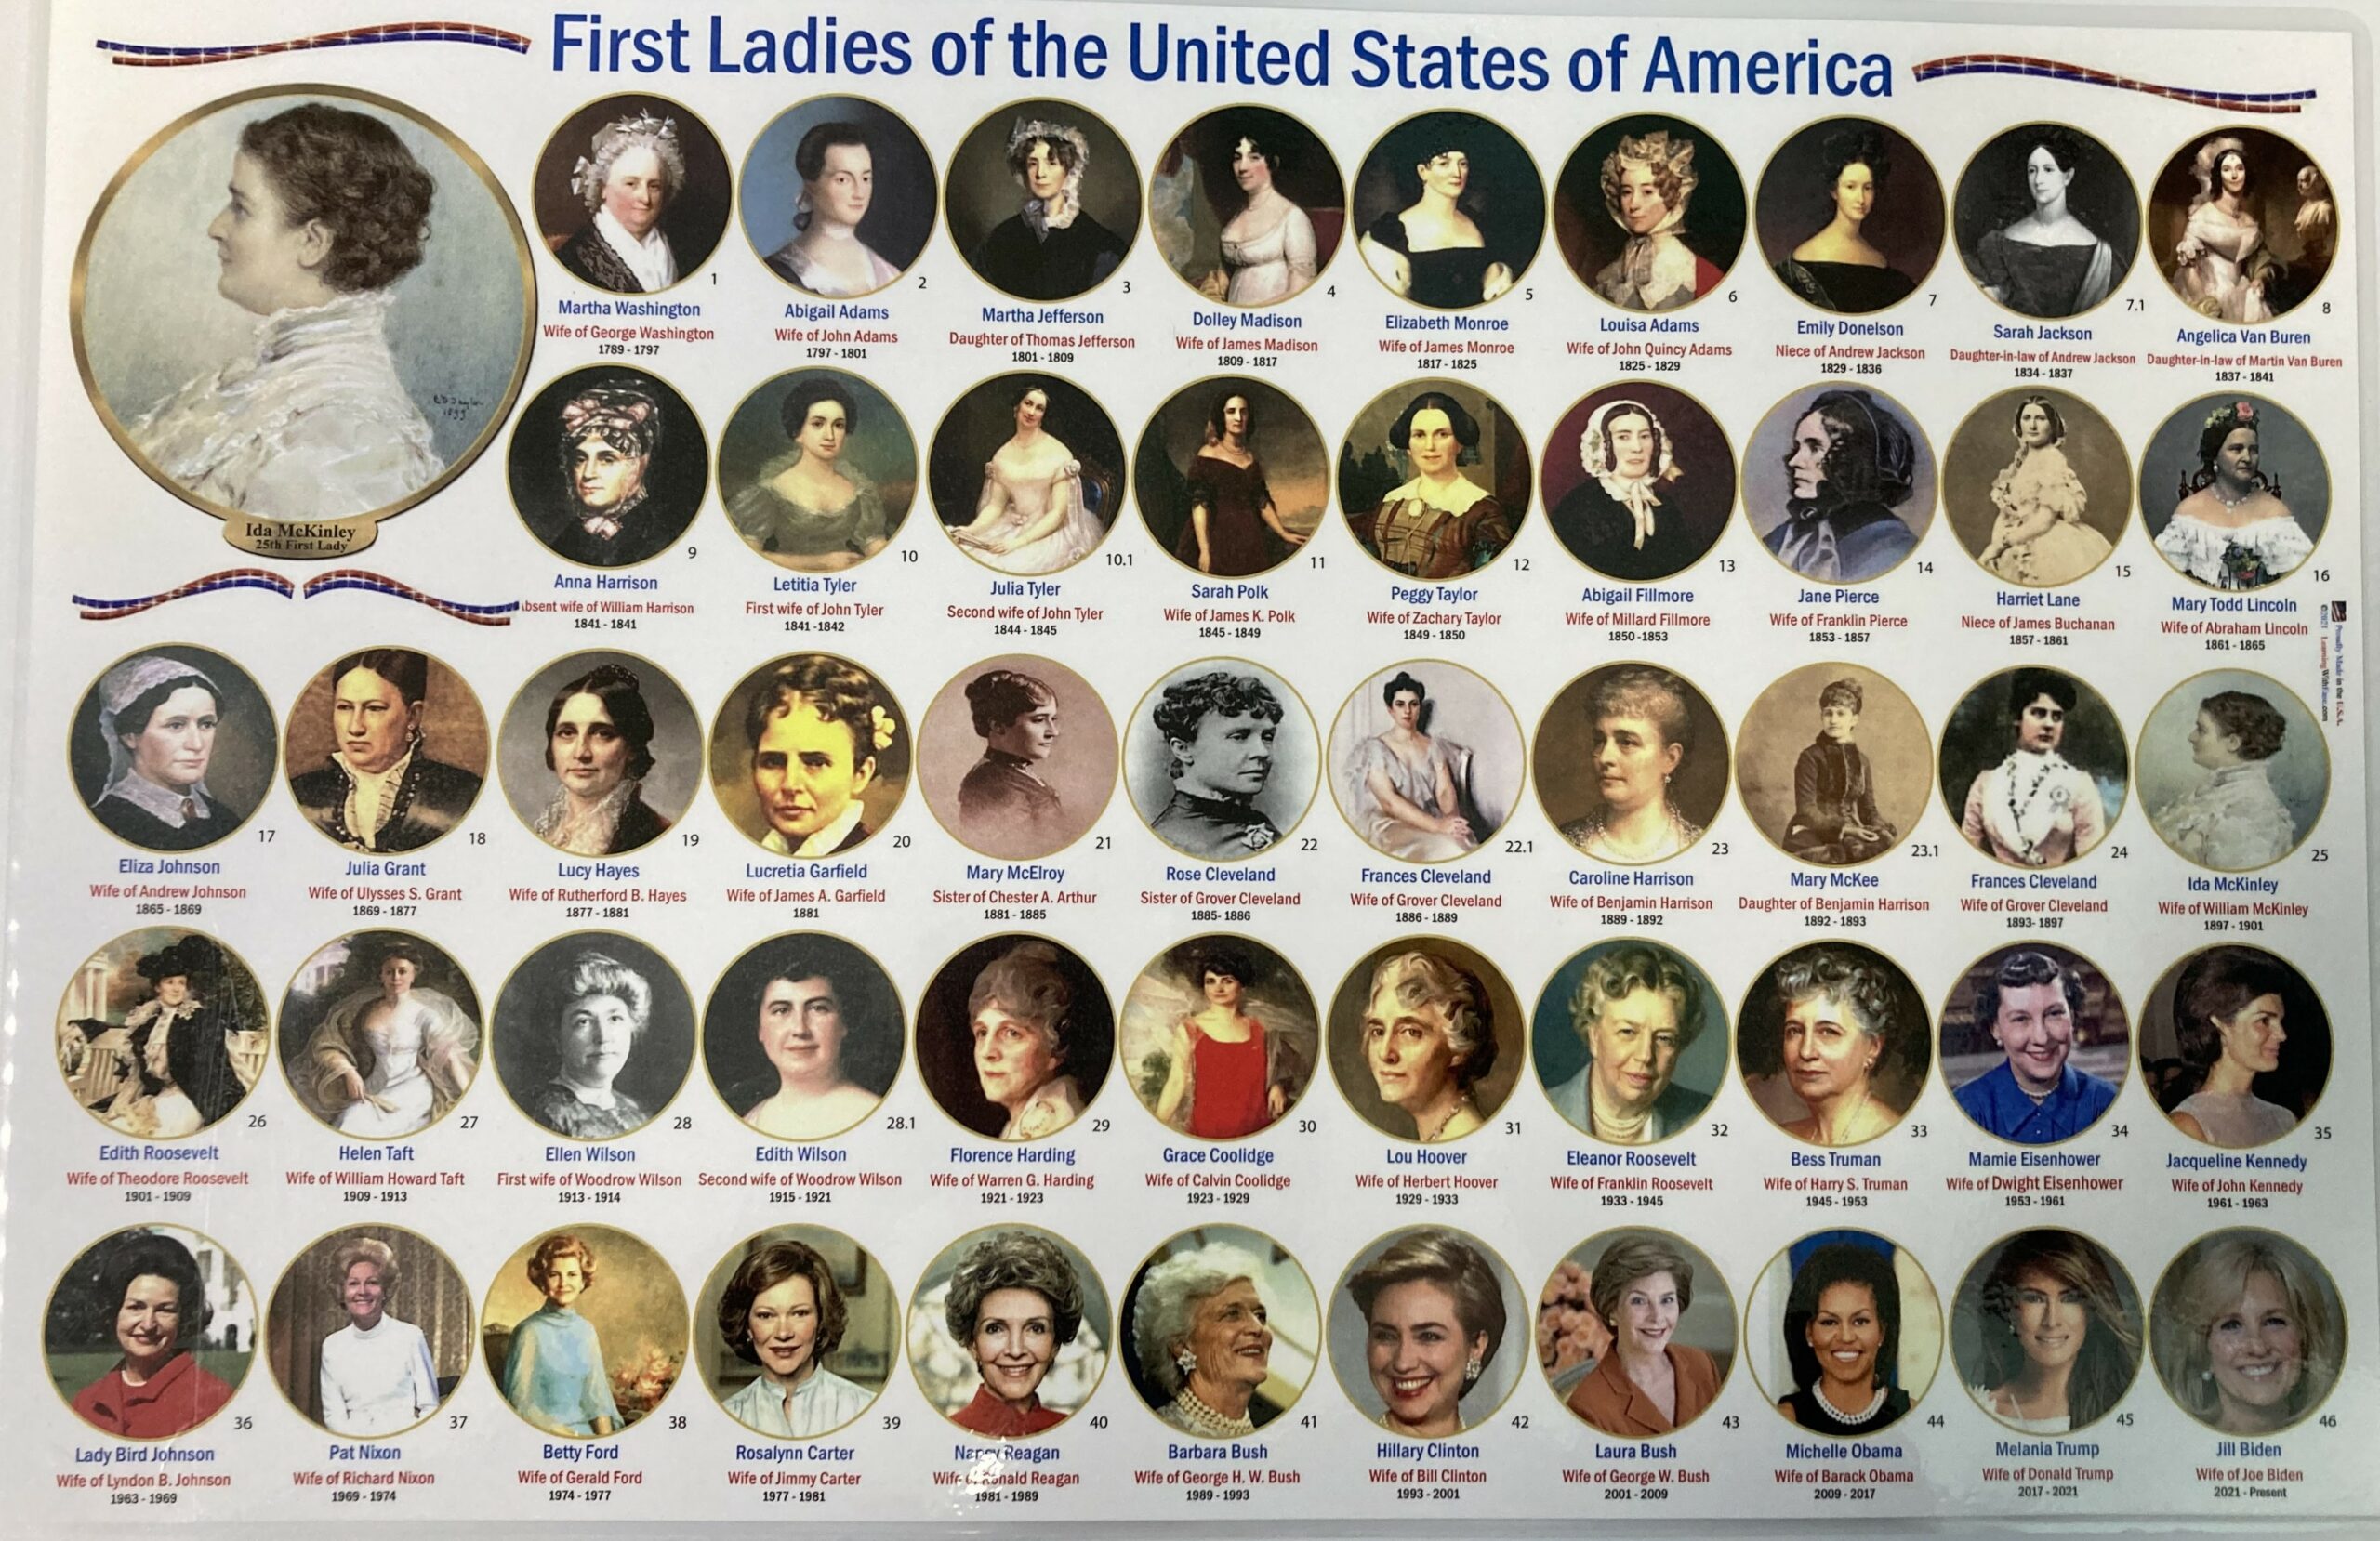 First Ladies of the United States of America
Ida McKinley
25th First Lady
1
Martha Washington
Wife of George Washington
1789 - 1797
2
Abigail Adams
Wife of John Adams
1797 - 1801
3
Martha Jefferson
Daughter of Thomas Jefferson
1801 - 1809
4
Dolley Madison
Wife of James Madison
1809 - 1817
5
Elizabeth Monroe
Wife of James Monroe
1817 - 1825
6
Louisa Adams
Wife of John Quincy Adams
1825 - 1829
7
Emily Donelson
Niece of Andrew Jackson
1829 - 1836
7.1
Sarah Jackson
Daughter-in-law of Andrew Jackson
1834 - 1837
8
Angelica Van Buren
Daughter-in-law of Martin Van Buren
1837 - 1841
9
Anna Harrison
Absent wife of William Harrison
1841 - 1841
10
Letitia Tyler
First wife of John Tyler
1841 -1842
10.1
Julia Tyler
Second wife of John Tyler
1844 - 1845
11
Sarah Polk
Wife of James K. Polk
1845 - 1849
12
Peggy Taylor
Wife of Zachary Taylor
1849 - 1850
13
Abigail Fillmore
Wife of Millard Fillmore
1850 -1853
14
Jane Pierce
Wife of Franklin Pierce
1853 - 1857
15
Harriet Lane
Niece of James Buchanan
1857 - 1861
16
Mary Todd Lincoln
Wife of Abraham Lincoln
1861 - 1865
Proudly Made in the U.S.A.
©2021
17
Eliza Johnson
Wife of Andrew Johnson
1865 - 1869
18
Julia Grant
Wife of Ulysses S. Grant
1869 - 1877
19
Lucy Hayes
Wife of Rutherford B. Hayes
1877 - 1881
20
Lucretia Garfield
Wife of James A. Garfield
1881
21
Mary McElroy
Sister of Chester A. Arthur
1881 - 1885
22
Rose Cleveland
Sister of Grover Cleveland
1885- 1886
22.1
Frances Cleveland
Wife of Grover Cleveland
1886 - 1889
23
Caroline Harrison
Wife of Benjamin Harrison
1889 - 1892
23.1
Mary McKee
Daughter of Benjamin Harrison
1892 - 1893
24
Frances Cleveland
Wife of Grover Cleveland
1893- 1897
25
Ida McKinley
Wife of William McKinley
1897 - 1901
26
Edith Roosevelt
Wife of Theodore Roosevelt
1901 - 1909
27
Helen Taft
Wife of William Howard Taft
1909 - 1913
28
Ellen Wilson
First wife of Woodrow Wilson
1913 - 1914
28.1
Edith Wilson
Second wife of Woodrow Wilson
1915 - 1921
29
Florence Harding
Wife of Warren G. Harding
1921 - 1923
30
Grace Coolidge
Wife of Calvin Coolidge
1923 - 1929
31
Lou Hoover
Wife of Herbert Hoover
1929 - 1933
32
Eleanor Roosevelt
Wife of Franklin Roosevelt
1933 - 1945
33
Bess Truman
Wife of Harry S. Truman
1945 - 1953
34
Mamie Eisenhower
Wife of Dwight Eisenhower
1953 - 1961
35
Jacqueline Kennedy
Wife of John Kennedy
1961 - 1963
36
Lady Bird Johnson
Wife of Lyndon B. Johnson
1963 - 1969
37
Pat Nixon
Wife of Richard Nixon
1969 - 1974
38
Betty Ford
Wife of Gerald Ford
1974 - 1977
39
Rosalynn Carter
Wife of Jimmy Carter
1977 - 1981
40
Nancy Reagan
Wife of Ronald Reagan
1981 - 1989
41
Barbara Bush
Wife of George H. W. Bush
1989 - 1993
42
Hillary Clinton
Wife of Bill Clinton
1993 - 2001
43
Laura Bush
Wife of George W. Bush
2001 - 2009
44
Michelle Obama
Wife of Barack Obama
2009 - 2017
45
Melania Trump
Wife of Donald Trump
2017 - 2021
46
Jill Biden
Wife of Joe Biden
2021 - Present